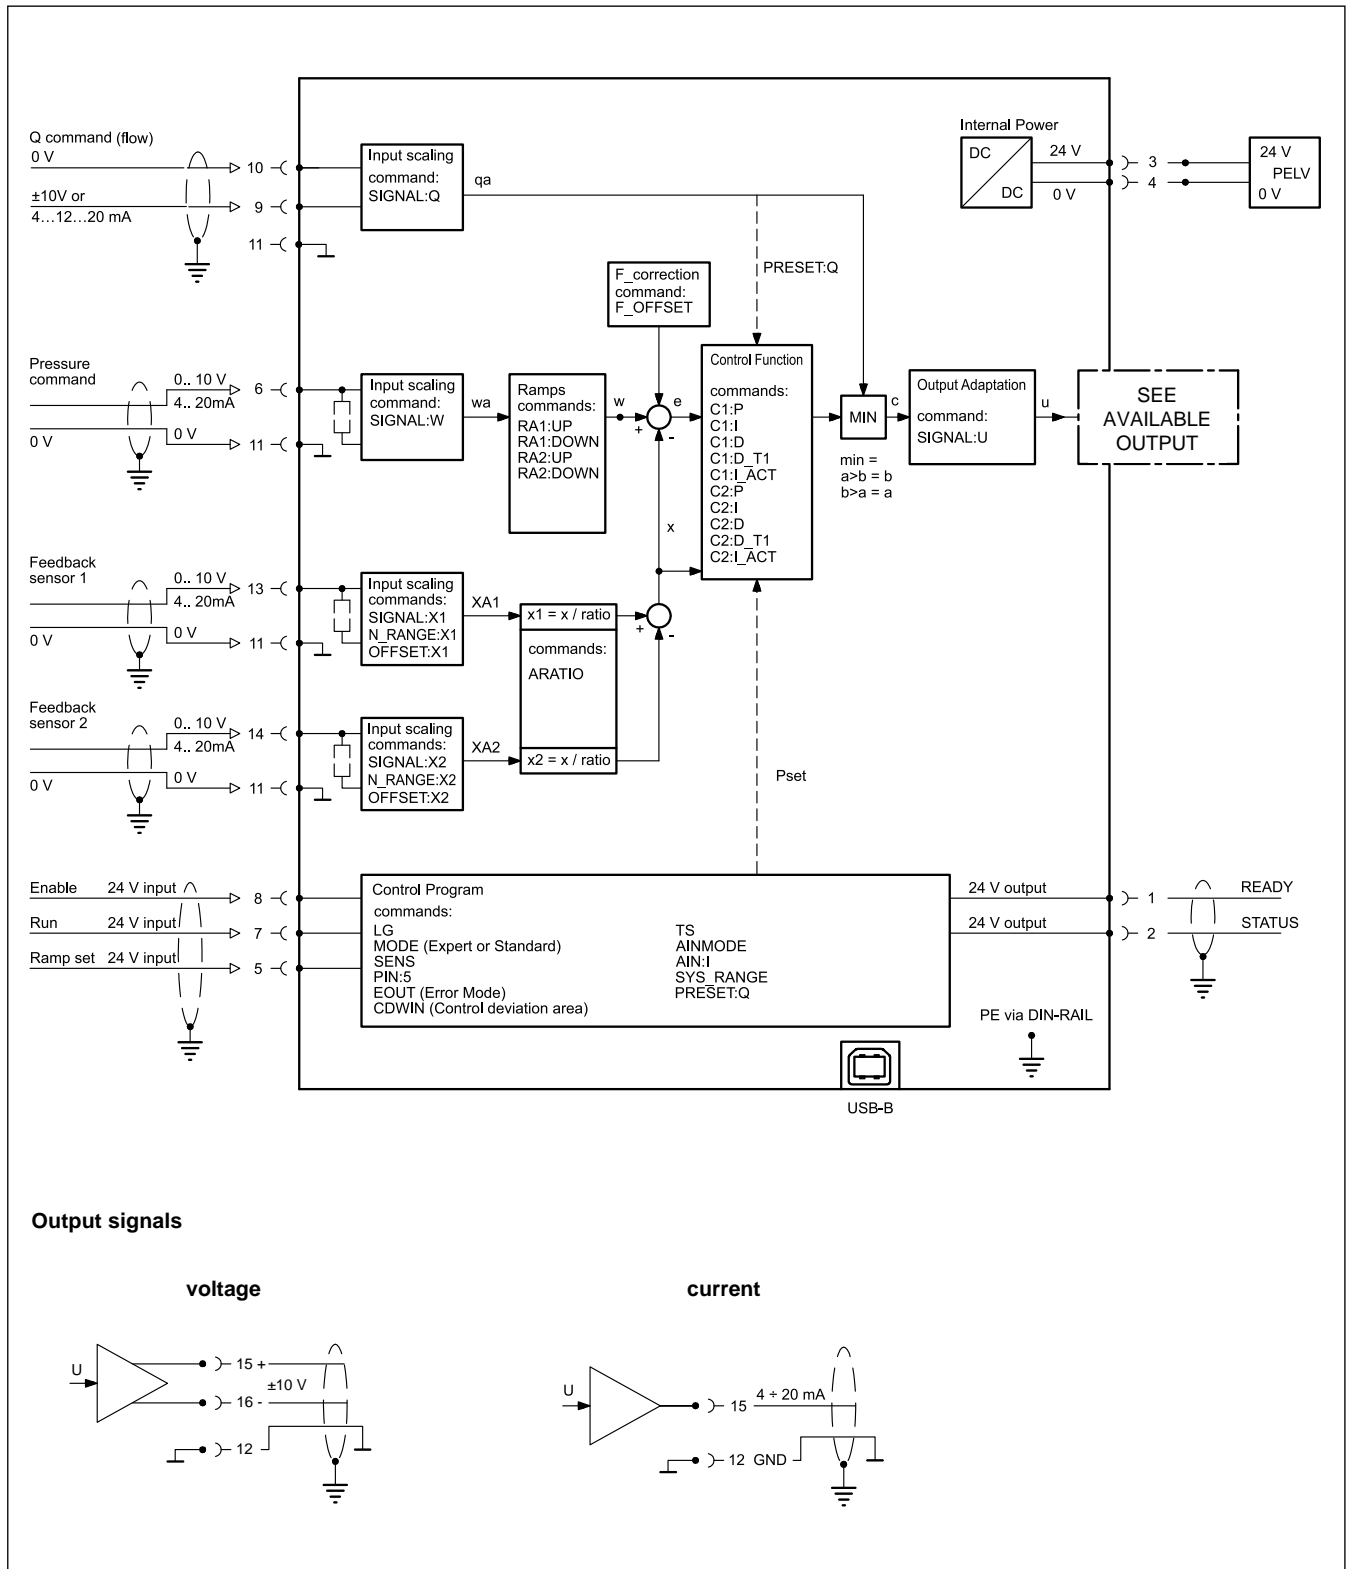 Q command (flow)
0 V
10
±10V or
4...12...20 mA
9
11
Input scaling
command:
SIGNAL:Q
qa
Internal Power
DC
DC
24 V
0 V
3
4
24 V
PELV
0 V
PRESET:Q
F_correction
command:
F_OFFSET
Pressure
command
0.. 10 V
4.. 20mA
6
0 V
0 V
11
Input scaling
command:
SIGNAL:W
wa
Ramps
commands:
RA1:UP
RA1:DOWN
RA2:UP
RA2:DOWN
w
+
-
e
x
Control Function
commands:
C1:P
C1:I
C1:D
C1:D_T1
C1:I_ACT
C2:P
C2:I
C2:D
C2:D_T1
C2:I_ACT
MIN
min =
a>b = b
b>a = a
c
Output Adaptation
command:
SIGNAL:U
u
SEE
AVAILABLE
OUTPUT
Feedback
sensor 1
0.. 10 V
4.. 20mA
13
0 V
0 V
11
Input scaling
commands:
SIGNAL:X1
N_RANGE:X1
OFFSET:X1
XA1
x1 = x / ratio
commands:
ARATIO
x2 = x / ratio
+
-
Feedback
sensor 2
0.. 10 V
4.. 20mA
14
0 V
0 V
11
Input scaling
commands:
SIGNAL:X2
N_RANGE:X2
OFFSET:X2
XA2
Pset
Enable 24 V input 8
Run 24 V input 7
Ramp set 24 V input 5
Control Program
commands:
LG
MODE (Expert or Standard)
SENS
PIN:5
EOUT (Error Mode)
CDWIN (Control deviation area)
TS
AINMODE
AIN:I
SYS_RANGE
PRESET:Q
24 V output 1 READY
24 V output 2 STATUS
PE via DIN-RAIL
USB-B
Output signals
voltage
U
15 +
±10 V
16 -
12
current
U
15
4 ÷ 20 mA
12 GND